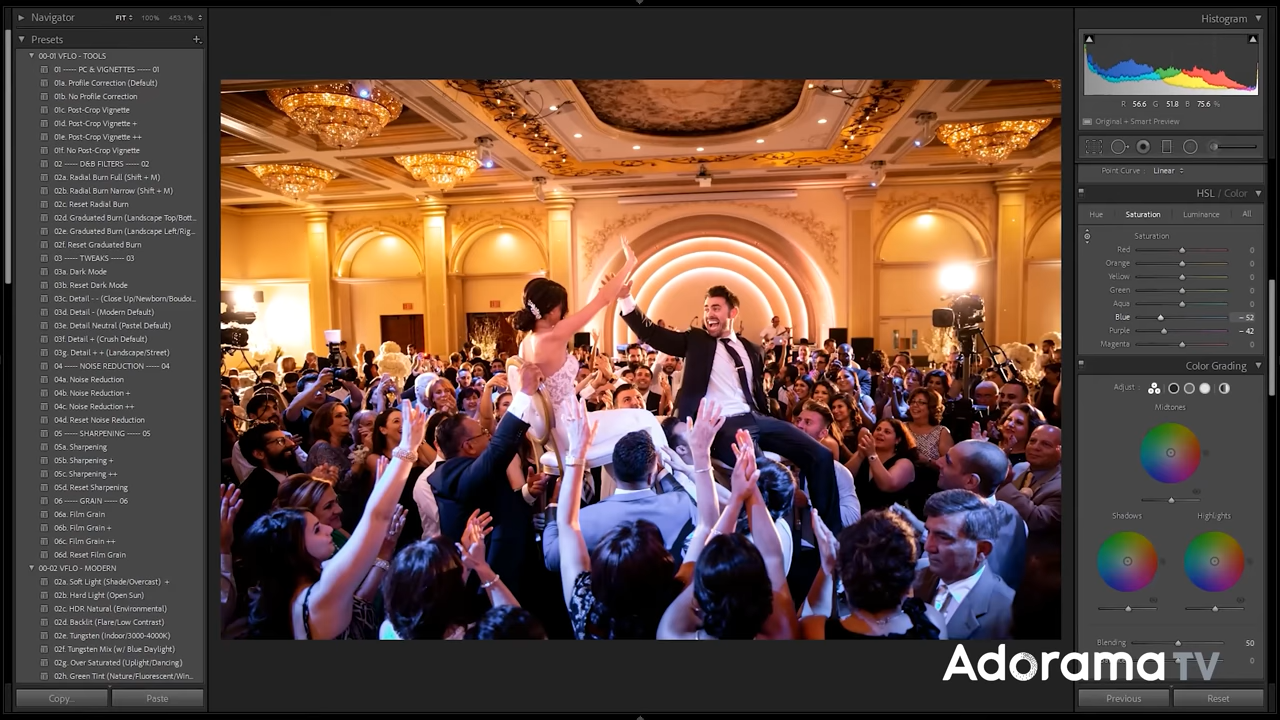 Navigator FIT 100% 483.1%
Presets +
00-01 VFLO - TOOLS
01 ----- PC & VIGNETTES ----- 01
01a. Profile Correction (Default)
01b. No Profile Correction
01c. Post-Crop Vignette
01d. Post-Crop Vignette +
01e. Post-Crop Vignette ++
01f. No Post-Crop Vignette
02 ----- D&B FILTERS ----- 02
02a. Radial Burn Full (Shift + M)
02b. Radial Burn Narrow (Shift + M)
02c. Reset Radial Burn
02d. Graduated Burn (Landscape Top/Bott...
02e. Graduated Burn (Landscape Left/Rig...
02f. Reset Graduated Burn
03 ----- TWEAKS ----- 03
03a. Dark Mode
03b. Reset Dark Mode
03c. Detail - - (Close Up/Newborn/Boudoi...
03d. Detail - (Modern Default)
03e. Detail Neutral (Pastel Default)
03f. Detail + (Crush Default)
03g. Detail ++ (Landscape/Street)
04 ----- NOISE REDUCTION ----- 04
04a. Noise Reduction
04b. Noise Reduction +
04c. Noise Reduction ++
04d. Reset Noise Reduction
05 ----- SHARPENING ----- 05
05a. Sharpening
05b. Sharpening +
05c. Sharpening ++
05d. Reset Sharpening
06 ----- GRAIN ----- 06
06a. Film Grain
06b. Film Grain +
06c. Film Grain ++
06d. Reset Film Grain
00-02 VFLO - MODERN
02a. Soft Light (Shade/Overcast) +
02b. Hard Light (Open Sun)
02c. HDR Natural (Environmental)
02d. Backlit (Flare/Low Contrast)
02e. Tungsten (Indoor/3000-4000K)
02f. Tungsten Mix (w/ Blue Daylight)
02g. Over Saturated (Uplight/Dancing)
02h. Green Tint (Nature/Fluorescent/Win...
Copy... Paste
Histogram
R 56.6 G 51.8 B 75.6 %
Original + Smart Preview
Point Curve : Linear
HSL / Color
Hue Saturation Luminance All
Saturation
Red 0
Orange 0
Yellow 0
Green 0
Aqua 0
Blue - 52
Purple - 42
Magenta 0
Color Grading
Adjust :
Midtones
Shadows Highlights
Blending 50
0
Adorama TV
Previous Reset